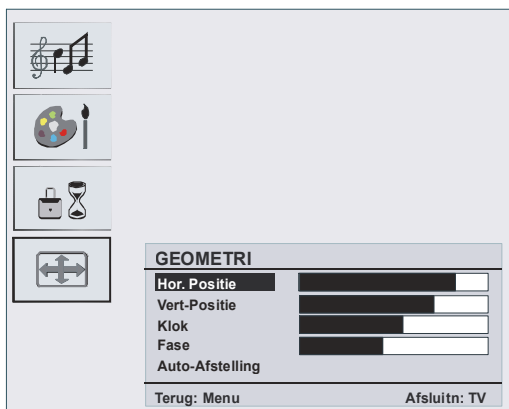 GEOMETRI
Hor. Positie
Vert-Positie
Klok
Fase
Auto-Afstelling
Terug: Menu Afsluitn: TV